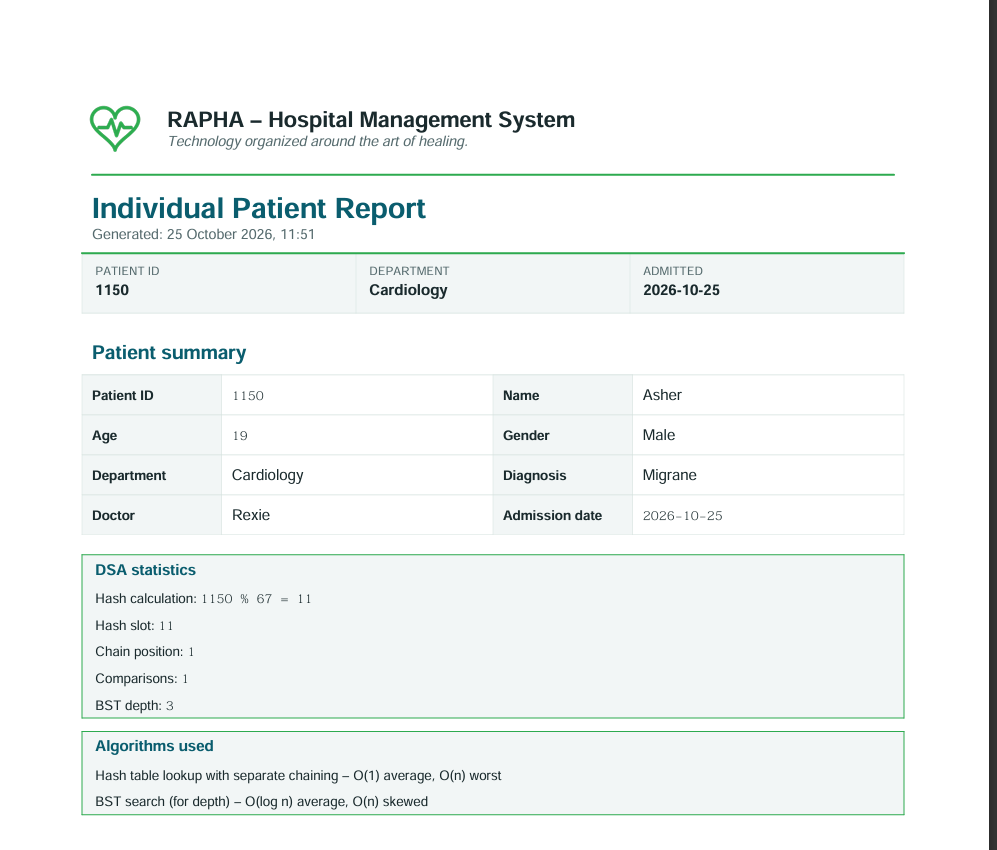 RAPHA – Hospital Management System
Technology organized around the art of healing.
Individual Patient Report
Generated: 25 October 2026, 11:51
PATIENT ID DEPARTMENT ADMITTED
1150 Cardiology 2026-10-25
Patient summary
Patient ID 1150 Name Asher
Age 19 Gender Male
Department Cardiology Diagnosis Migrane
Doctor Rexie Admission date 2026-10-25
DSA statistics
Hash calculation: 1150 % 67 = 11
Hash slot: 11
Chain position: 1
Comparisons: 1
BST depth: 3
Algorithms used
Hash table lookup with separate chaining – O(1) average, O(n) worst
BST search (for depth) – O(log n) average, O(n) skewed